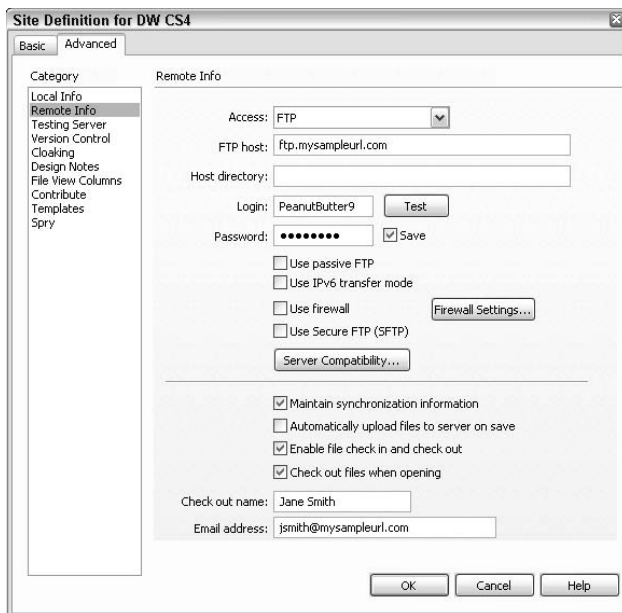 Site Definition for DW CS4
Basic
Advanced
Category
Local Info
Remote Info
Testing Server
Version Control
Cloaking
Design Notes
File View Columns
Contribute
Templates
Spry
Remote Info
Access: FTP
FTP host: ftp.mysampleurl.com
Host directory:
Login: PeanutButter9 Test
Password: ●●●●●●●● Save
Use passive FTP
Use IPv6 transfer mode
Use firewall Firewall Settings...
Use Secure FTP (SFTP)
Server Compatibility...
Maintain synchronization information
Automatically upload files to server on save
Enable file check in and check out
Check out files when opening
Check out name: Jane Smith
Email address: jsmith@mysampleurl.com
OK Cancel Help